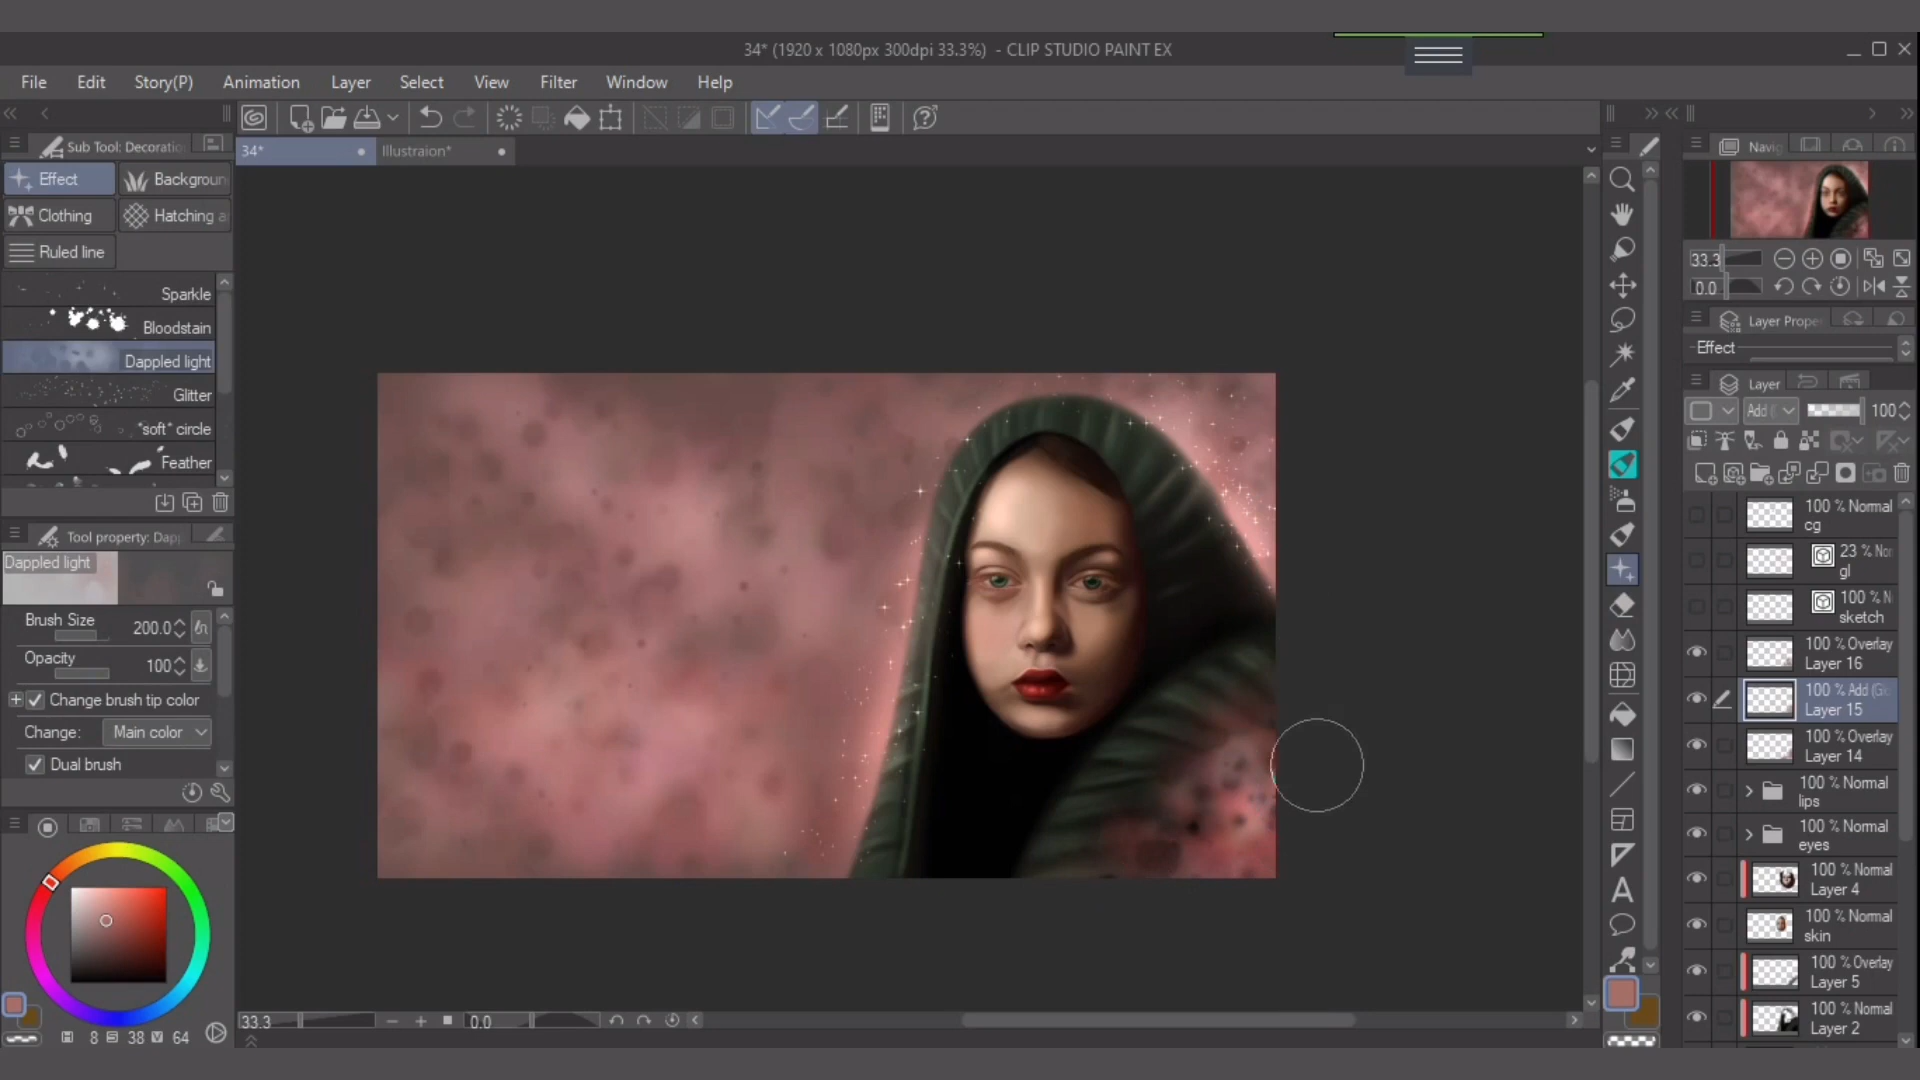 34* (1920 x 1080px 300dpi 33.3%) - CLIP STUDIO PAINT EX
File Edit Story(P) Animation Layer Select View Filter Window Help
Sub Tool: Decoratio
34*
Illustraion*
Effect
Backgroun
Clothing
Hatching a
Ruled line
Sparkle
Bloodstain
Dappled light
Glitter
*soft* circle
Feather
Tool property: Dapp
Dappled light
Brush Size 200.0
Opacity 100
Change brush tip color
Change: Main color
Dual brush
8 38 64
33.3 0.0
Navig
33.3
0.0
Layer Prope
Effect
Layer
Add ( 100
100 % Normal
cg
23 % No
gl
100 % N
sketch
100 % Overlay
Layer 16
100 % Add (Gl
Layer 15
100 % Overlay
Layer 14
100 % Normal
lips
100 % Normal
eyes
100 % Normal
Layer 4
100 % Normal
skin
100 % Overlay
Layer 5
100 % Normal
Layer 2